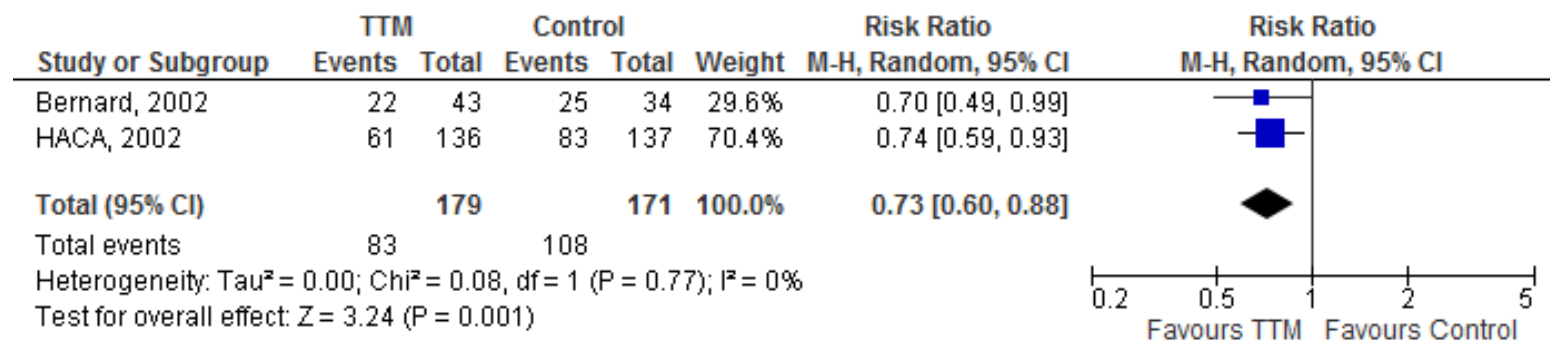 TTM Control Risk Ratio Risk Ratio
Study or Subgroup Events Total Events Total Weight M-H, Random, 95% CI M-H, Random, 95% CI
Bernard, 2002 22 43 25 34 29.6% 0.70 [0.49, 0.99]
HACA, 2002 61 136 83 137 70.4% 0.74 [0.59, 0.93]
Total (95% CI) 179 171 100.0% 0.73 [0.60, 0.88]
Total events 83 108
Heterogeneity: Tau² = 0.00; Chi² = 0.08, df = 1 (P = 0.77); I² = 0%
Test for overall effect: Z = 3.24 (P = 0.001)
0.2 0.5 1 2 5
Favours TTM Favours Control